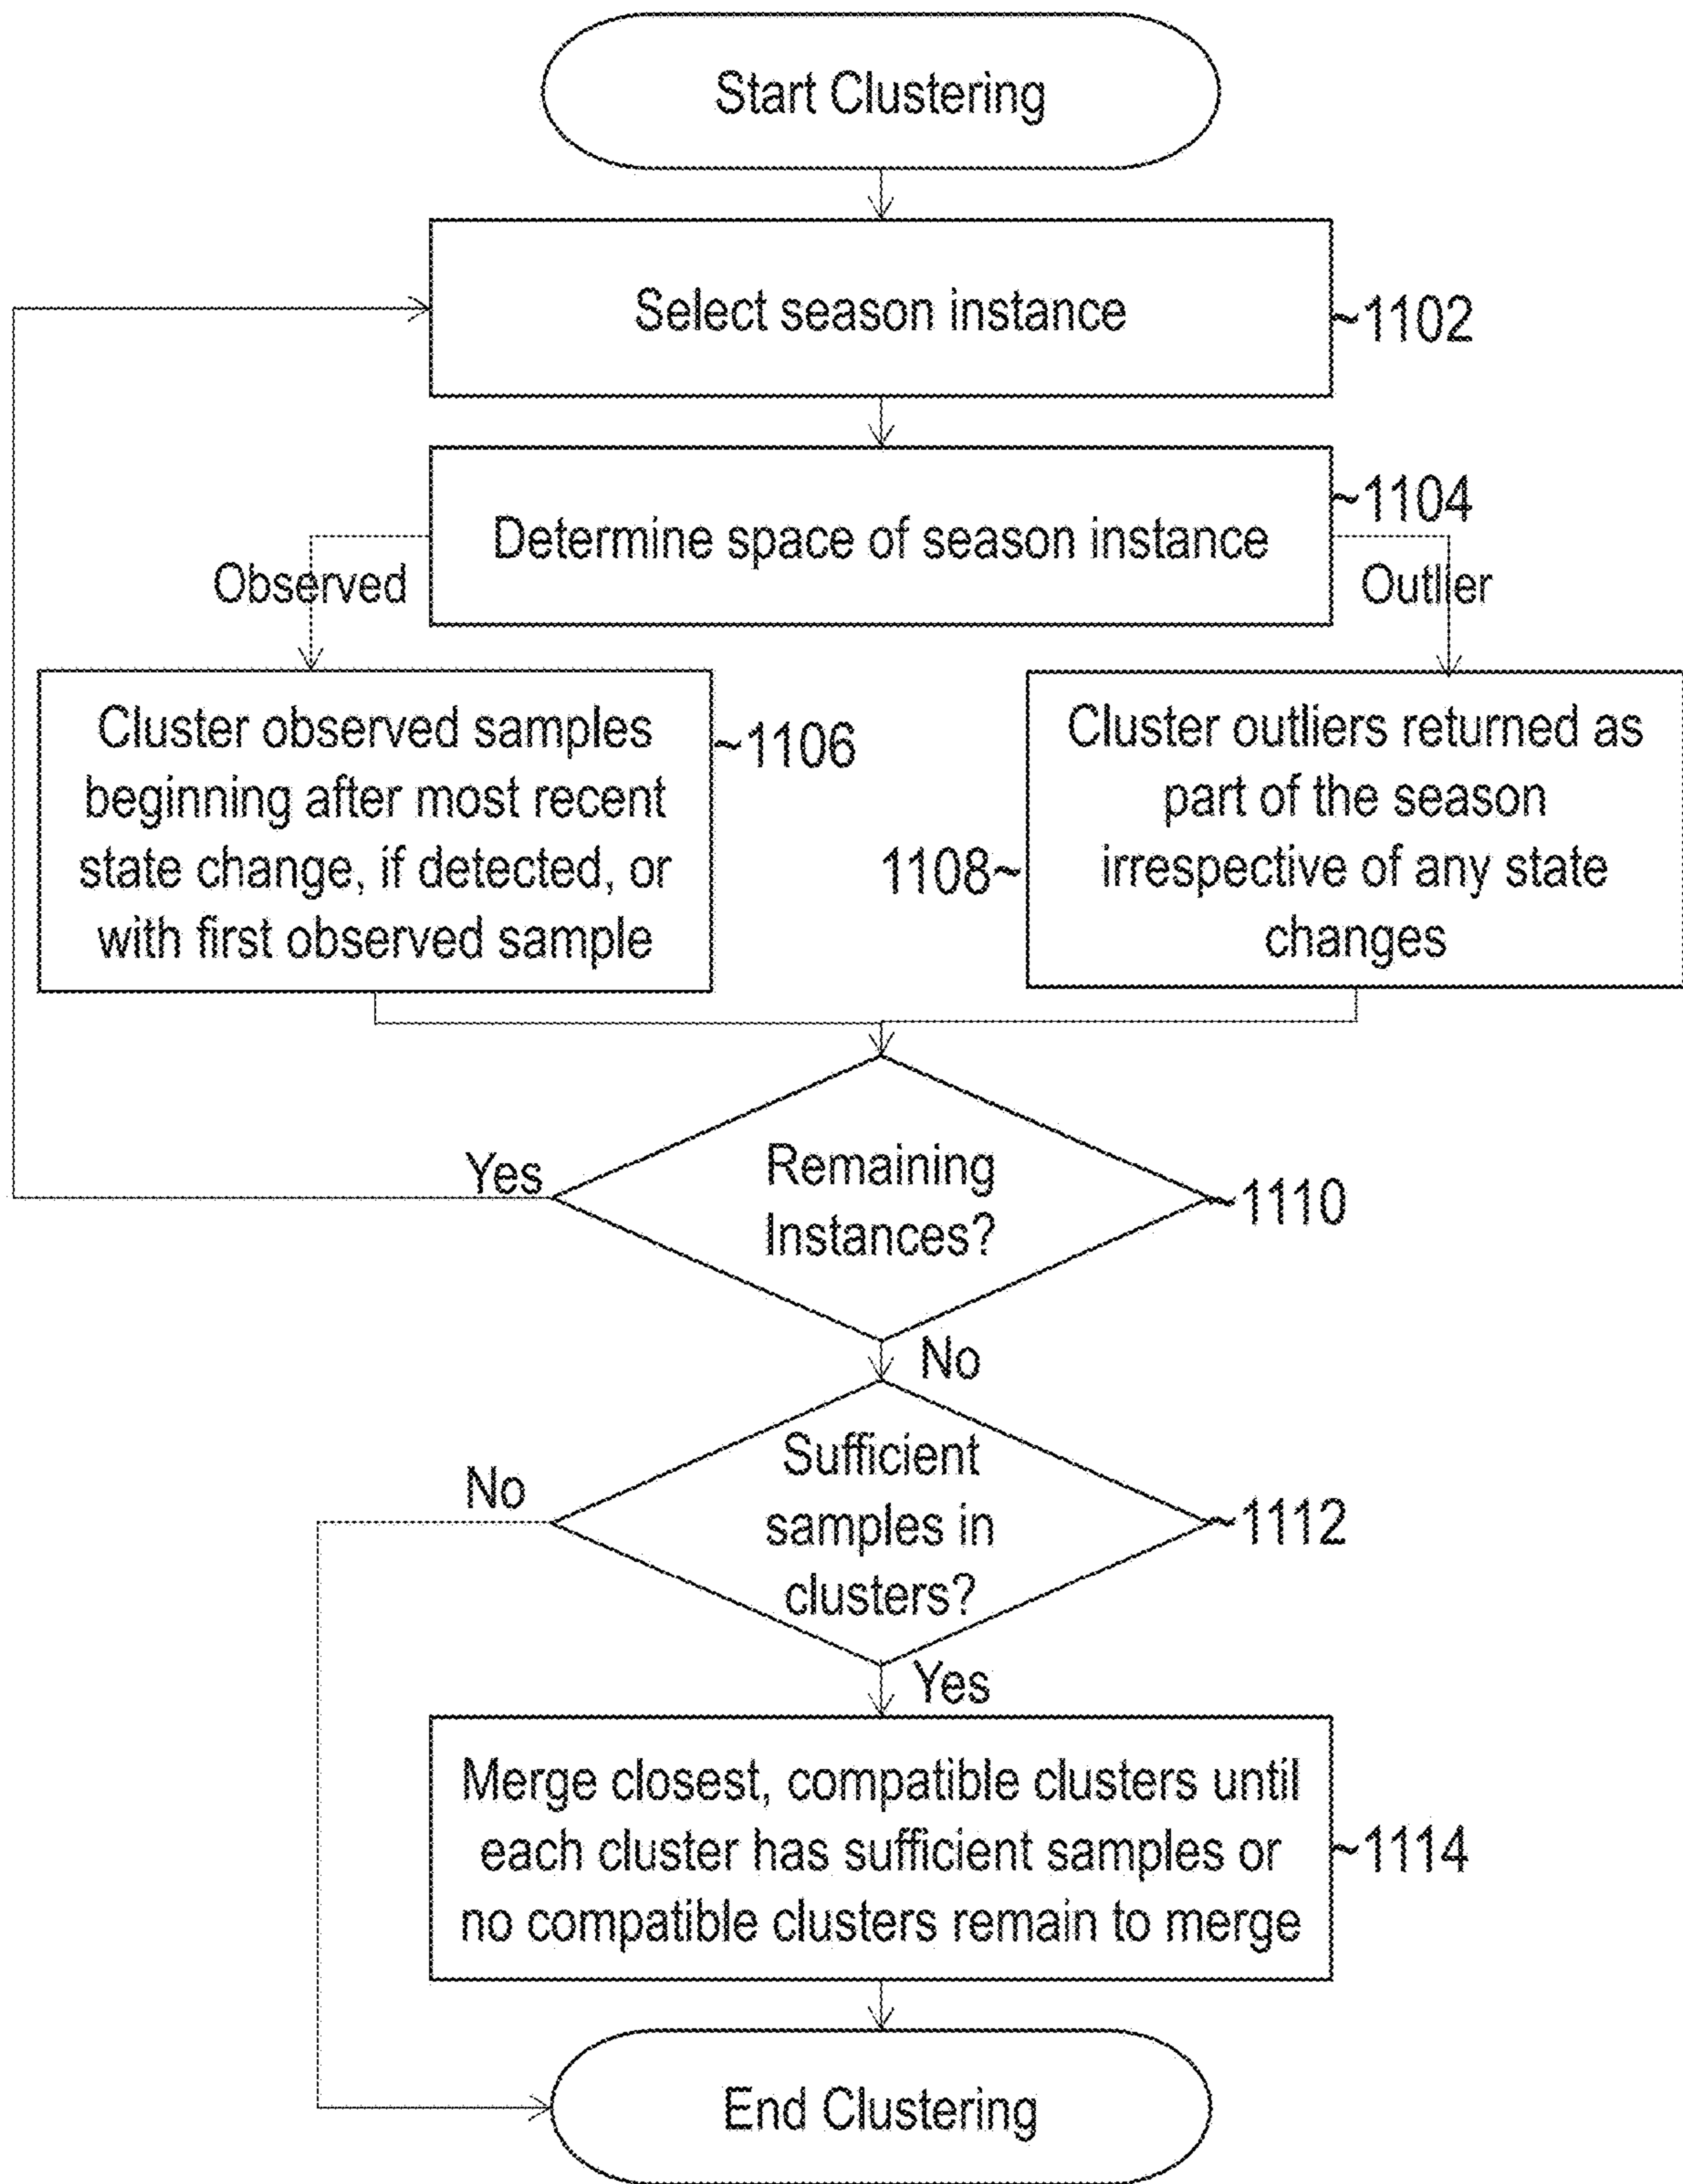 Start Clustering
Select season instance
~1102
Determine space of season instance
~1104
Observed
Outlier
Cluster observed samples
beginning after most recent
state change, if detected, or
with first observed sample
~1106
Cluster outliers returned as
part of the season
irrespective of any state
changes
1108~
Remaining
Instances?
Yes
~1110
No
Sufficient
samples in
clusters?
No
~1112
Yes
Merge closest, compatible clusters until
each cluster has sufficient samples or
no compatible clusters remain to merge
~1114
End Clustering